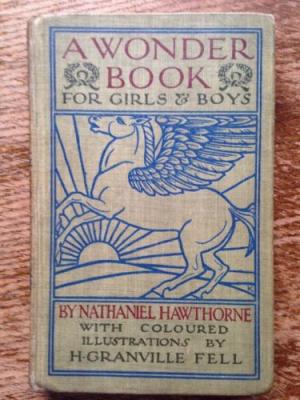 A WONDER
BOOK
FOR GIRLS & BOYS
BY NATHANIEL HAWTHORNE
WITH COLOURED
ILLUSTRATIONS BY
H·GRANVILLE FELL